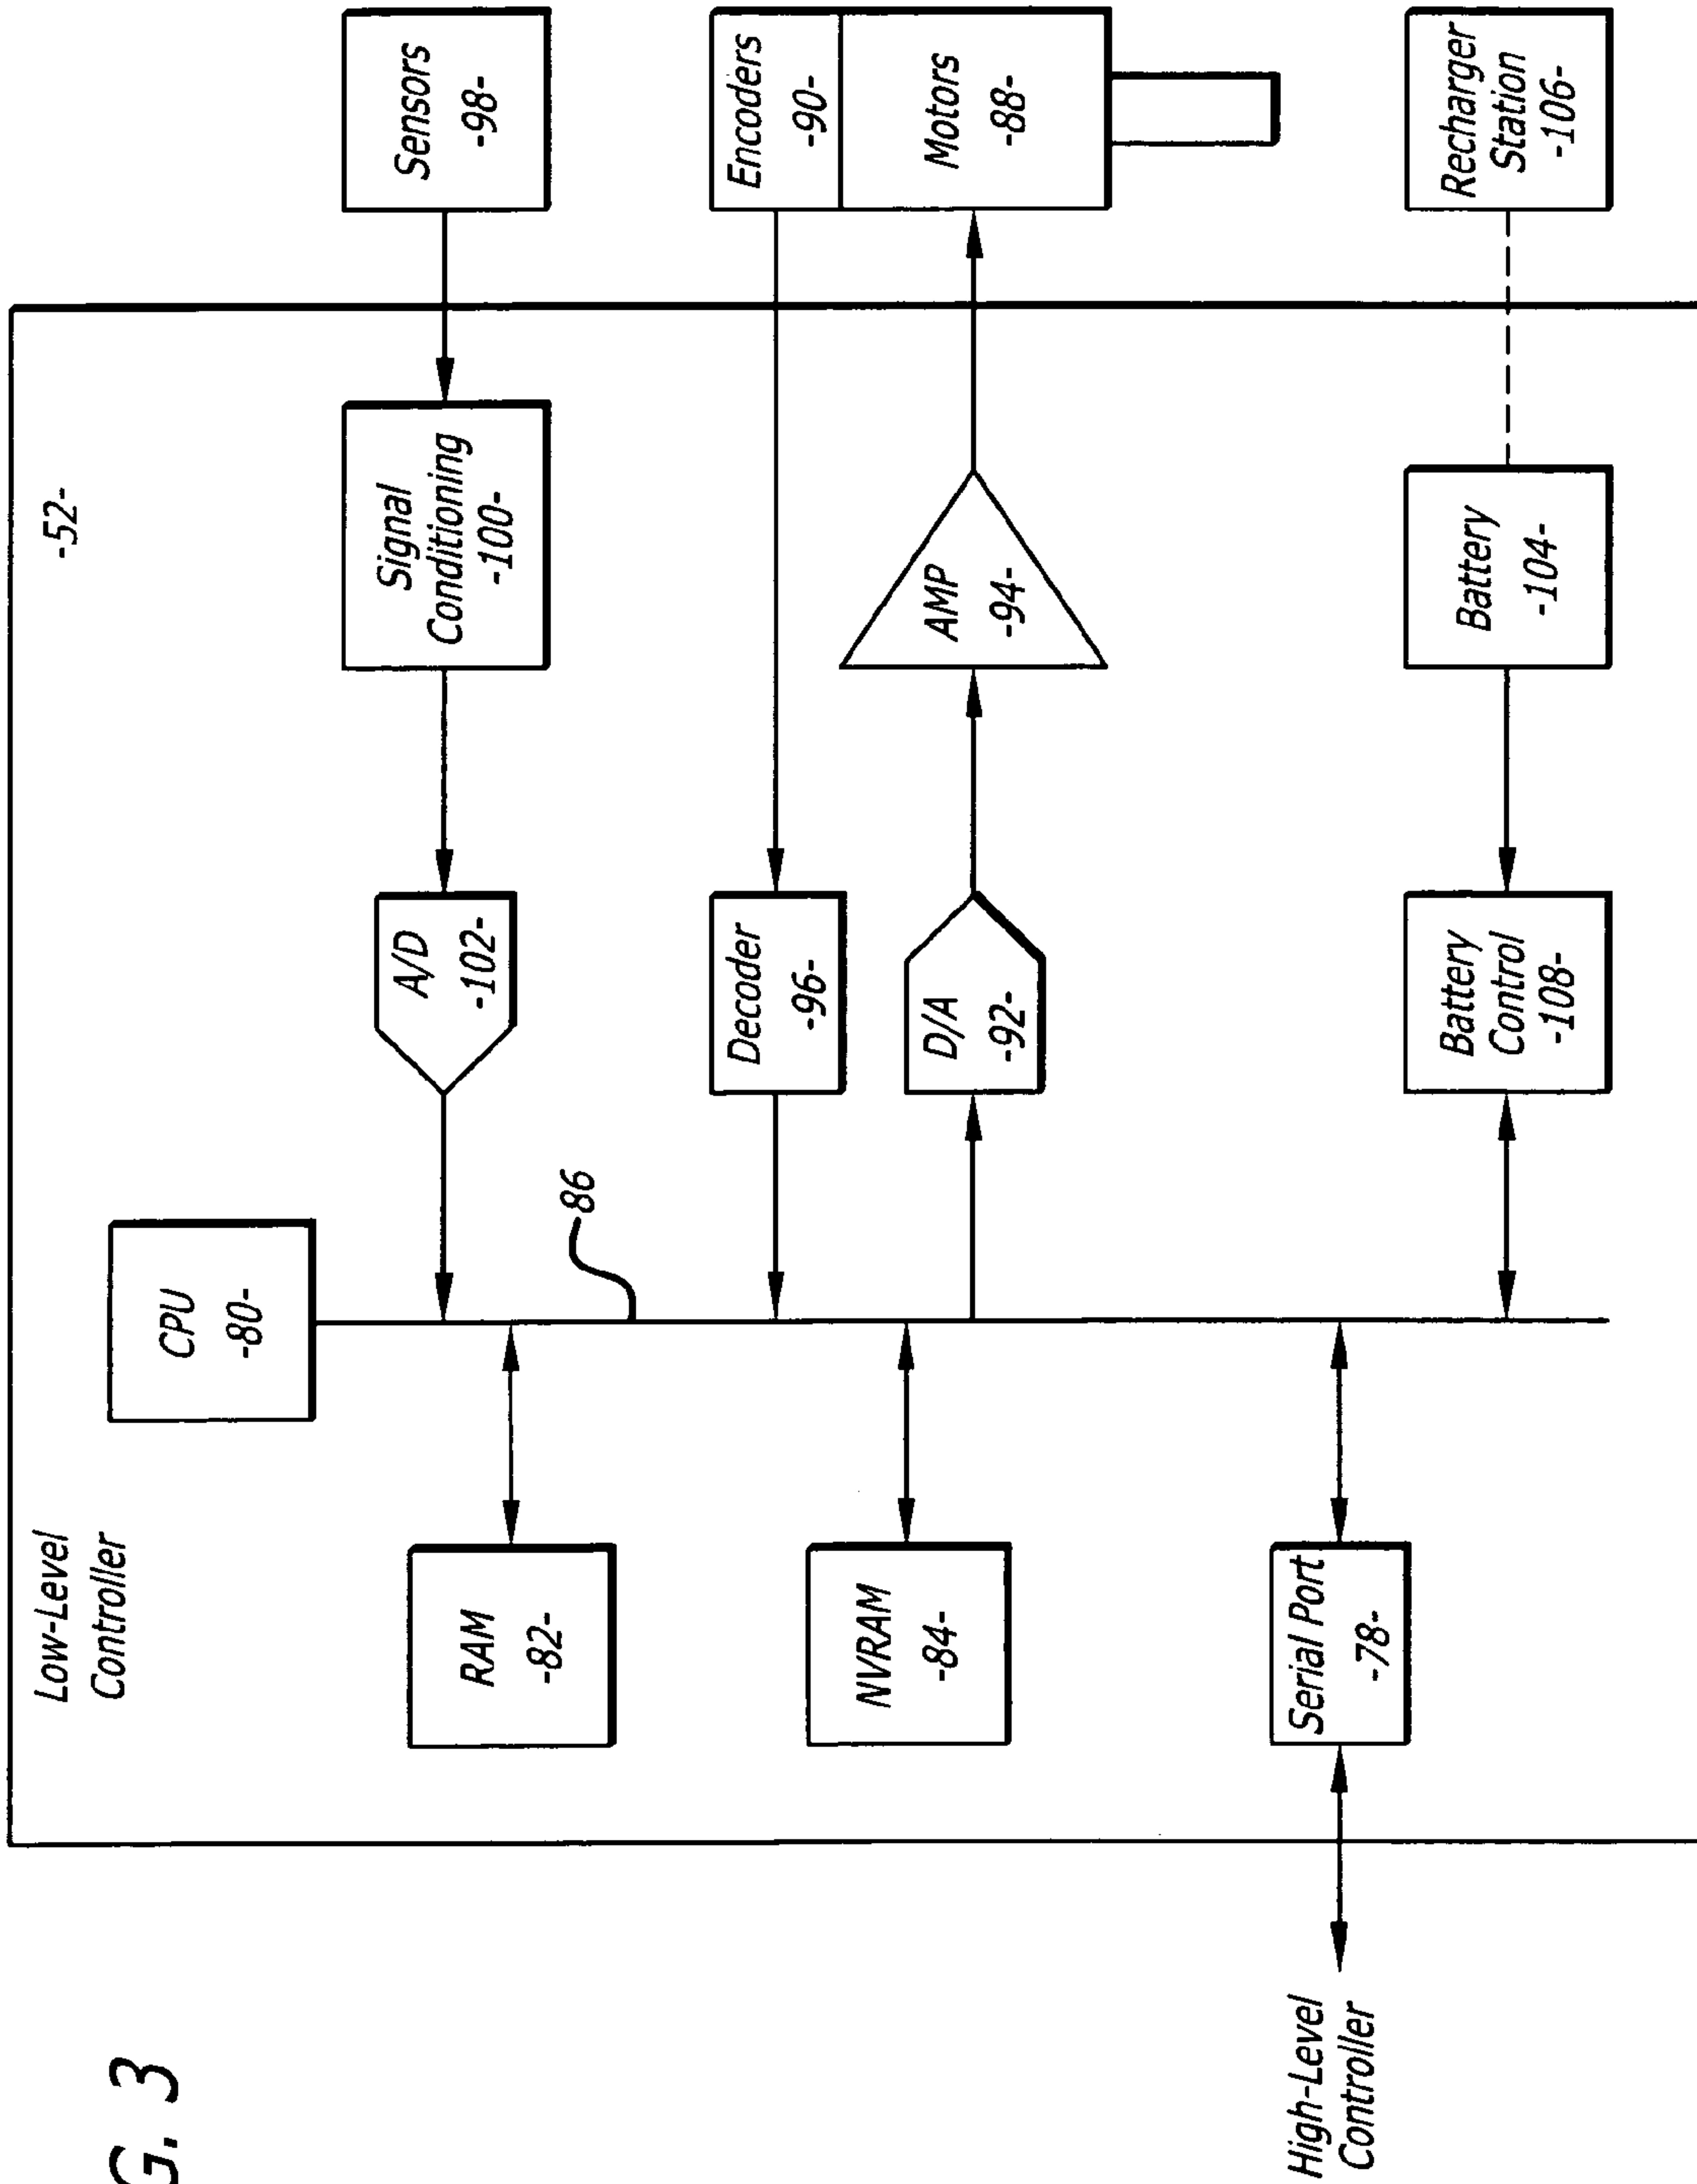 G. 3
Low-Level
Controller
-52-
CPU
-80-
RAM
-82-
A/D
-102-
Signal
Conditioning
-100-
Sensors
-98-
86
Decoder
-96-
Encoders
-90-
NVRAM
-84-
D/A
-92-
AMP
-94-
Motors
-88-
High-Level
Controller
Serial Port
-78-
Battery
Control
-108-
Battery
-104-
Recharger
Station
-106-